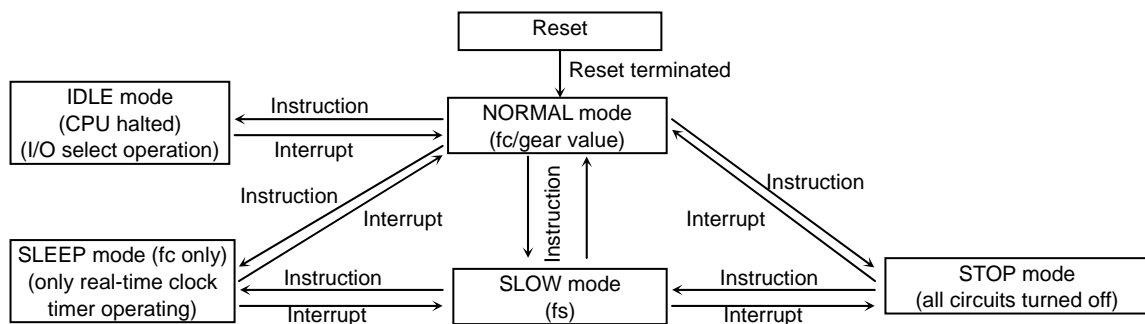 Reset
Reset terminated
IDLE mode
(CPU halted)
(I/O select operation)
Instruction
Interrupt
NORMAL mode
(fc/gear value)
Instruction
Interrupt
Instruction
Instruction
Interrupt
SLEEP mode (fc only)
(only real-time clock
timer operating)
Instruction
Interrupt
SLOW mode
(fs)
Instruction
Interrupt
STOP mode
(all circuits turned off)